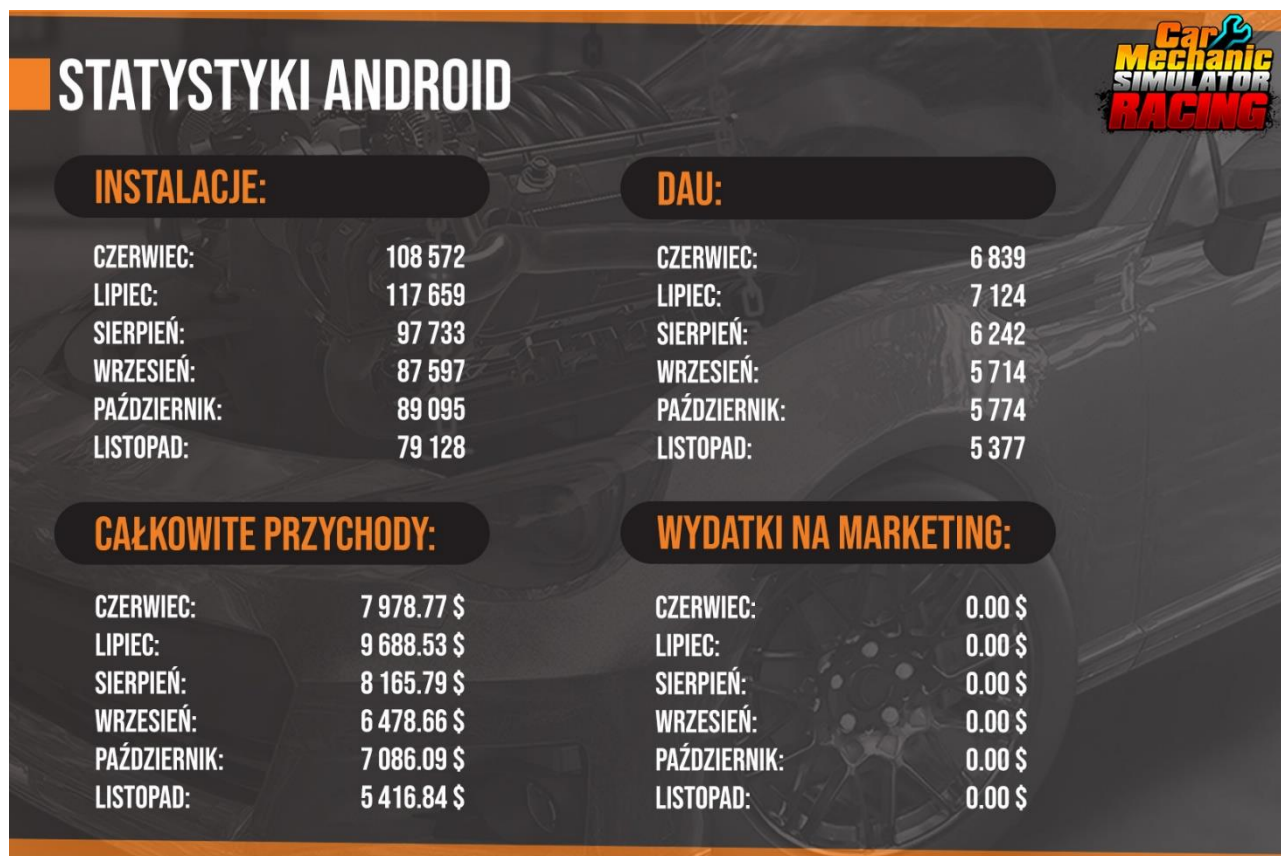 STATYSTYKI ANDROID
Car
Mechanic
SIMULATOR
RACING
INSTALACJE:
CZERWIEC: 108 572
LIPIEC: 117 659
SIERPIEŃ: 97 733
WRZESIEŃ: 87 597
PAŹDZIERNIK: 89 095
LISTOPAD: 79 128
DAU:
CZERWIEC: 6 839
LIPIEC: 7 124
SIERPIEŃ: 6 242
WRZESIEŃ: 5 714
PAŹDZIERNIK: 5 774
LISTOPAD: 5 377
CAŁKOWITE PRZYCHODY:
CZERWIEC: 7 978.77 $
LIPIEC: 9 688.53 $
SIERPIEŃ: 8 165.79 $
WRZESIEŃ: 6 478.66 $
PAŹDZIERNIK: 7 086.09 $
LISTOPAD: 5 416.84 $
WYDATKI NA MARKETING:
CZERWIEC: 0.00 $
LIPIEC: 0.00 $
SIERPIEŃ: 0.00 $
WRZESIEŃ: 0.00 $
PAŹDZIERNIK: 0.00 $
LISTOPAD: 0.00 $